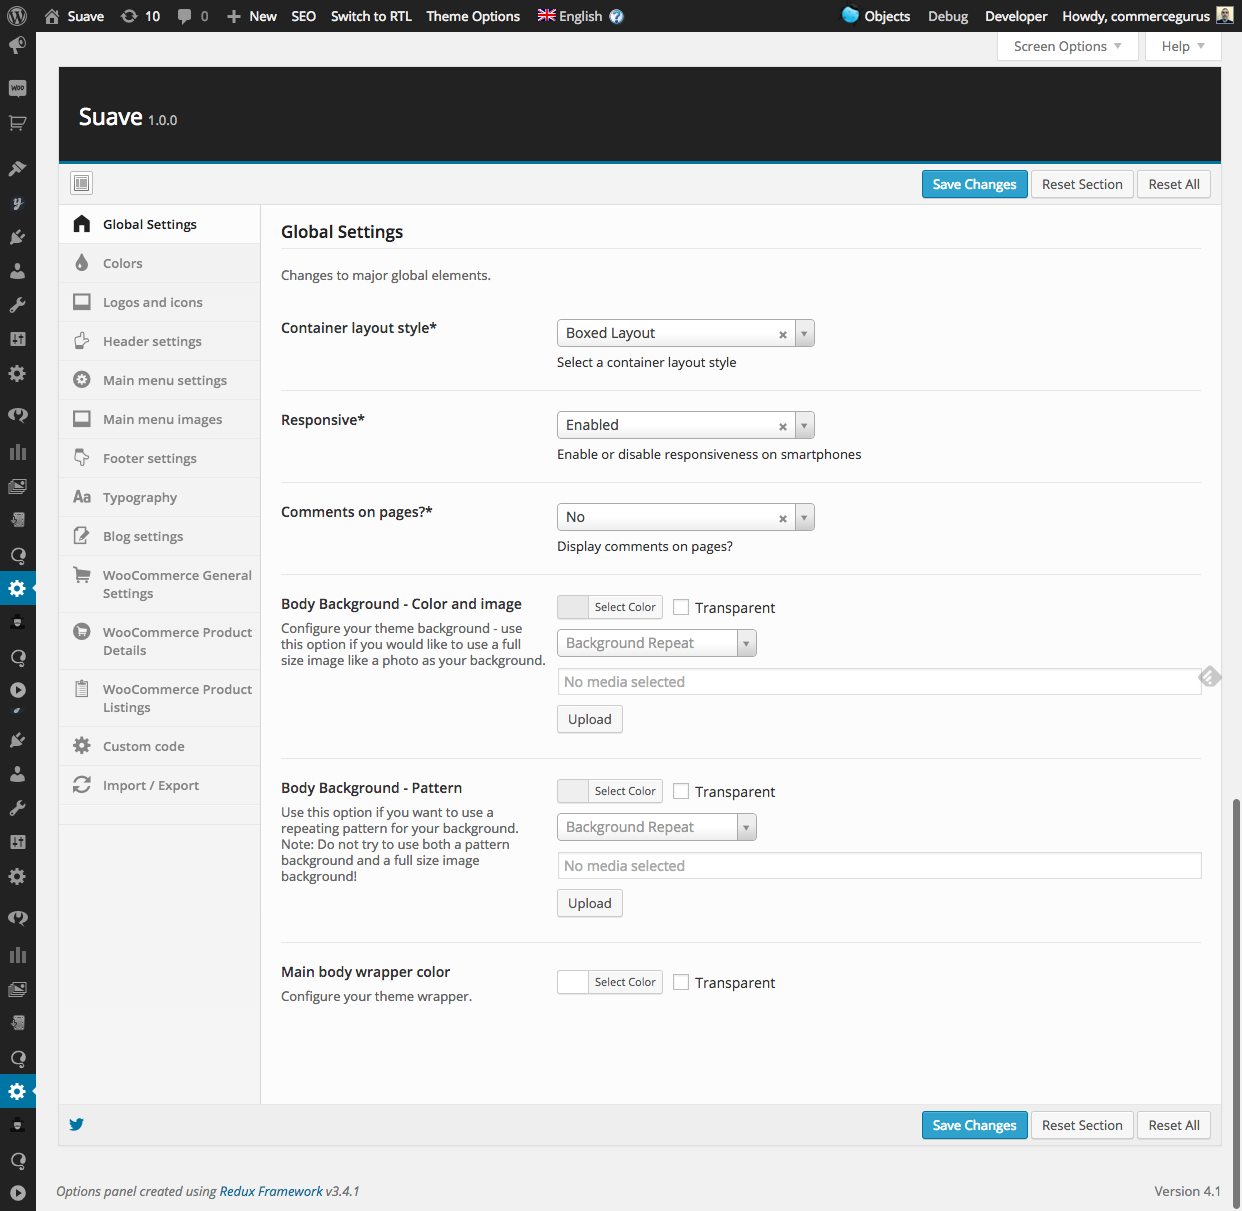 Suave 10 0 New SEO Switch to RTL Theme Options English Objects Debug Developer Howdy, commercegurus
Screen Options Help
Suave 1.0.0
Save Changes Reset Section Reset All
Global Settings
Colors
Logos and icons
Header settings
Main menu settings
Main menu images
Footer settings
Aa Typography
Blog settings
WooCommerce General
Settings
WooCommerce Product
Details
WooCommerce Product
Listings
Custom code
Import / Export
Global Settings
Changes to major global elements.
Container layout style*
Boxed Layout
Select a container layout style
Responsive*
Enabled
Enable or disable responsiveness on smartphones
Comments on pages?*
No
Display comments on pages?
Body Background - Color and image
Configure your theme background - use
this option if you would like to use a full
size image like a photo as your background.
Select Color Transparent
Background Repeat
No media selected
Upload
Body Background - Pattern
Use this option if you want to use a
repeating pattern for your background.
Note: Do not try to use both a pattern
background and a full size image
background!
Select Color Transparent
Background Repeat
No media selected
Upload
Main body wrapper color
Configure your theme wrapper.
Select Color Transparent
Save Changes Reset Section Reset All
Options panel created using Redux Framework v3.4.1
Version 4.1